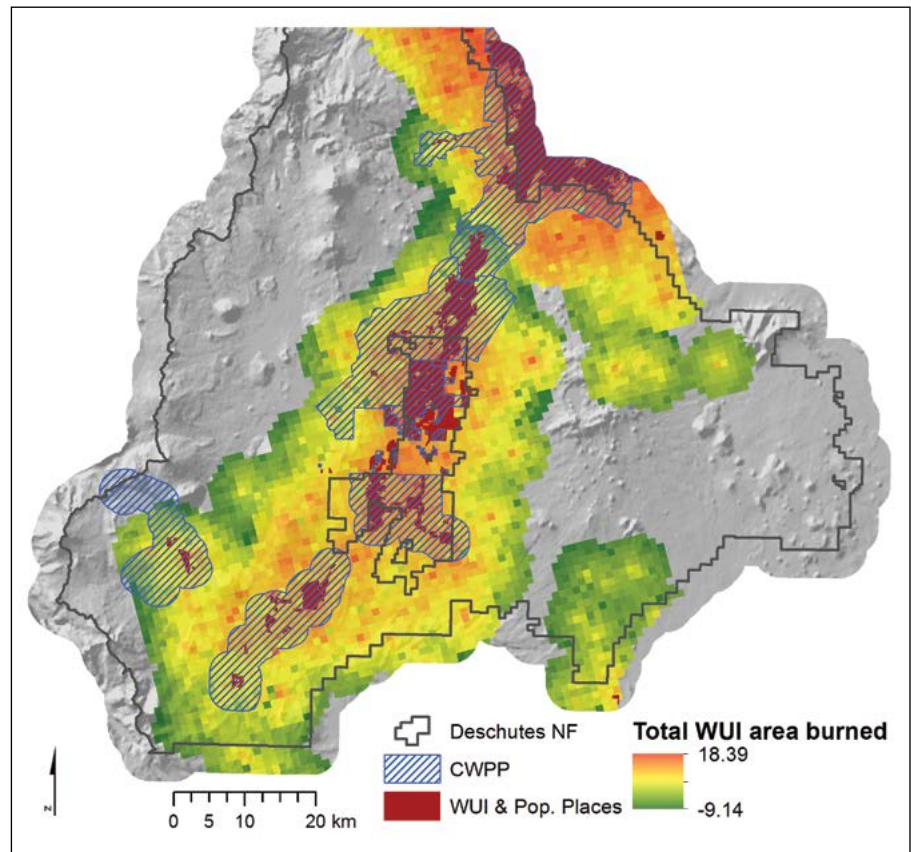 Deschutes NF
CWPP
WUI & Pop. Places
Total WUI area burned
18.39
-9.14
N
0 5 10 20 km